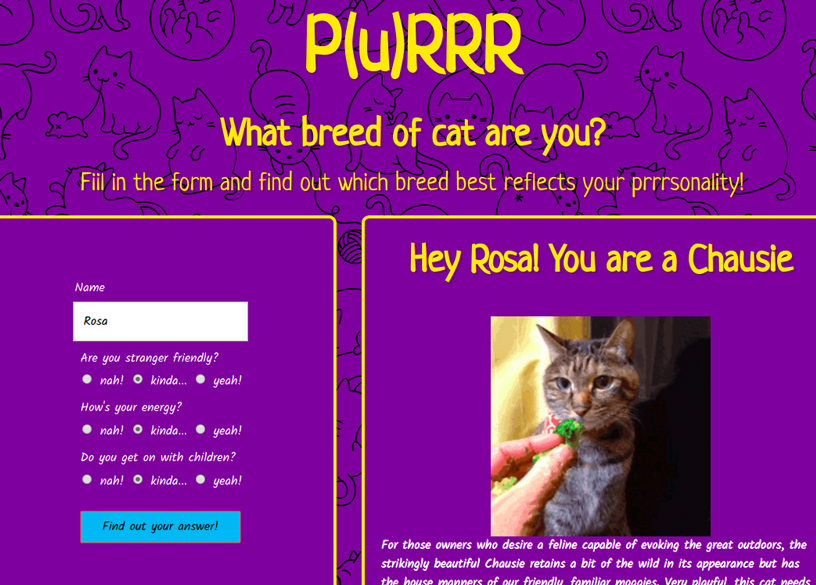 P(u)RRR
What breed of cat are you?
Fiil in the form and find out which breed best reflects your prrrsonality!
Name
Rosa
Are you stranger friendly?
nah! kinda... yeah!
How's your energy?
nah! kinda... yeah!
Do you get on with children?
nah! kinda... yeah!
Find out your answer!
Hey Rosa! You are a Chausie
For those owners who desire a feline capable of evoking the great outdoors, the
strikingly beautiful Chausie retains a bit of the wild in its appearance but has
the house manners of our friendly, familiar moggies. Very playful, this cat needs